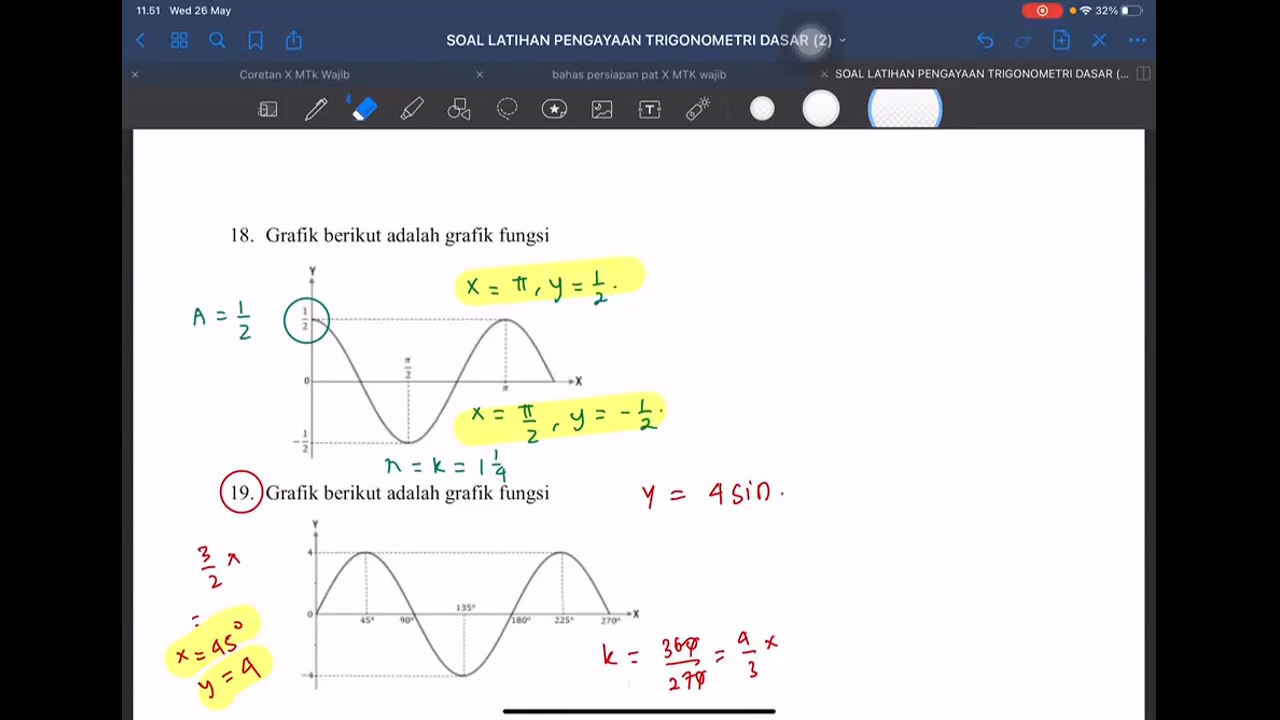 11.51 Wed 26 May 32%
SOAL LATIHAN PENGAYAAN TRIGONOMETRI DASAR (2)
Coretan X MTk Wajib
bahas persiapan pat X MTK wajib
SOAL LATIHAN PENGAYAAN TRIGONOMETRI DASAR (...
18. Grafik berikut adalah grafik fungsi
Y
x = π, y = 1/2.
A = 1/2
1/2
π/2
0
X
π
x = π/2, y = -1/2.
-1/2
n = k = 1 1/4
19. Grafik berikut adalah grafik fungsi
y = 4 sin.
Y
4
3/2 x
=
135°
0
X
45° 90° 180° 225° 270°
x = 45°
y = 4
k = 360/270 = 4/3 x
-4